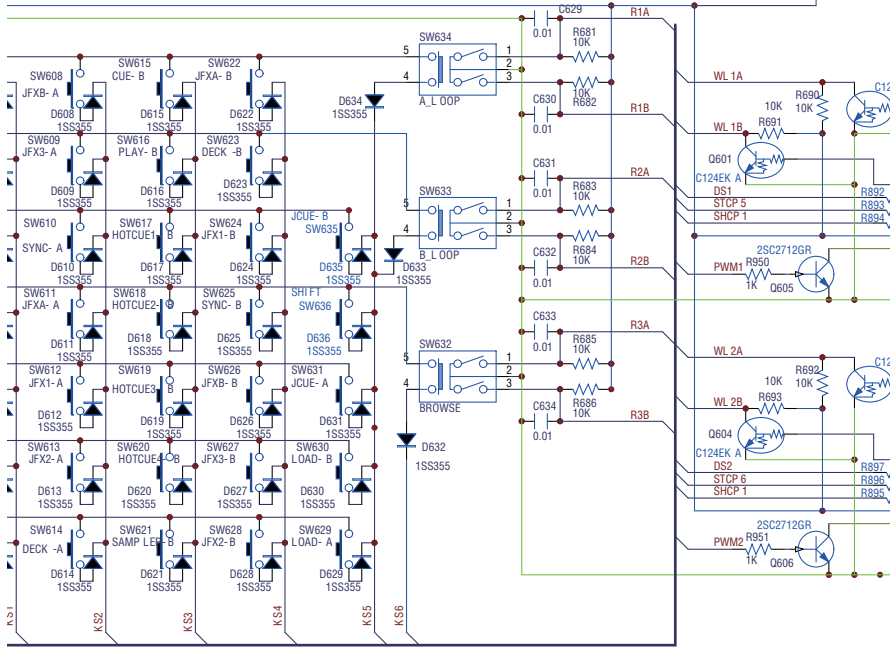 C629
R1A
0.01
R681
10K
SW634
5
1
2
4
3
A_L OOP
10K
R682
C630
R1B
0.01
SW608
JFXB- A
D608
1SS355
SW615
CUE- B
D615
1SS355
SW622
JFXA- B
D622
1SS355
D634
1SS355
WL 1A
R690
10K
C12
10K
R691
WL 1B
Q601
C124EK A
SW609
JFX3- A
D609
1SS355
SW616
PLAY- B
D616
1SS355
SW623
DECK -B
D623
1SS355
C631
R2A
0.01
R683
10K
SW633
5
1
2
4
3
B_L OOP
R684
10K
C632
R2B
0.01
DS1
R892
STCP 5
R893
SHCP 1
R894
SW610
SYNC- A
D610
1SS355
SW617
HOTCUE1
D617
1SS355
SW624
JFX1- B
D624
1SS355
JCUE- B
SW635
D635
1SS355
D633
1SS355
2SC2712GR
PWM1
R950
1K
Q605
SW611
JFXA- A
D611
1SS355
SW618
HOTCUE2- B
D618
1SS355
SW625
SYNC- B
D625
1SS355
SHIFT
SW636
D636
1SS355
C633
R3A
0.01
R685
10K
SW632
5
1
2
4
3
BROWSE
R686
10K
C634
R3B
0.01
WL 2A
R692
10K
C12
10K
R693
WL 2B
Q604
C124EK A
SW612
JFX1- A
D612
1SS355
SW619
HOTCUE3- B
D619
1SS355
SW626
JFXB- B
D626
1SS355
SW631
JCUE- A
D631
1SS355
D632
1SS355
SW613
JFX2- A
D613
1SS355
SW620
HOTCUE4- B
D620
1SS355
SW627
JFX3- B
D627
1SS355
SW630
LOAD- B
D630
1SS355
DS2
R897
STCP 6
R896
SHCP 1
R895
SW614
DECK -A
D614
1SS355
SW621
SAMP LER- B
D621
1SS355
SW628
JFX2- B
D628
1SS355
SW629
LOAD- A
D629
1SS355
2SC2712GR
PWM2
R951
1K
Q606
KS1
KS2
KS3
KS4
KS5
KS6